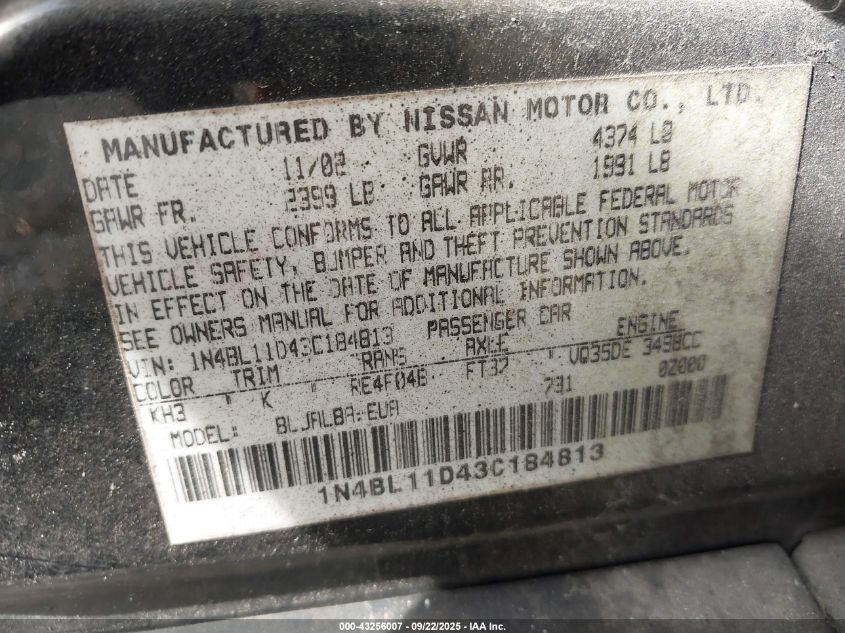 MANUFACTURED BY NISSAN MOTOR CO., LTD.
DATE 11/02 GVWR 4374 LB
GAWR FR. 2399 LB GAWR RR. 1991 LB
THIS VEHICLE CONFORMS TO ALL APPLICABLE FEDERAL MOTOR
VEHICLE SAFETY, BUMPER AND THEFT PREVENTION STANDARDS
IN EFFECT ON THE DATE OF MANUFACTURE SHOWN ABOVE.
SEE OWNERS MANUAL FOR ADDITIONAL INFORMATION.
VIN: 1N4BL11D43C184813 PASSENGER CAR
COLOR TRIM TRANS AXLE ENGINE
KH3 " K " RE4F04B FT37 " VQ35DE 3498CC
MODEL: BLJALBA-EUA 731 02000
1N4BL11D43C184813
000-43256007 - 09/22/2025 - IAA Inc.